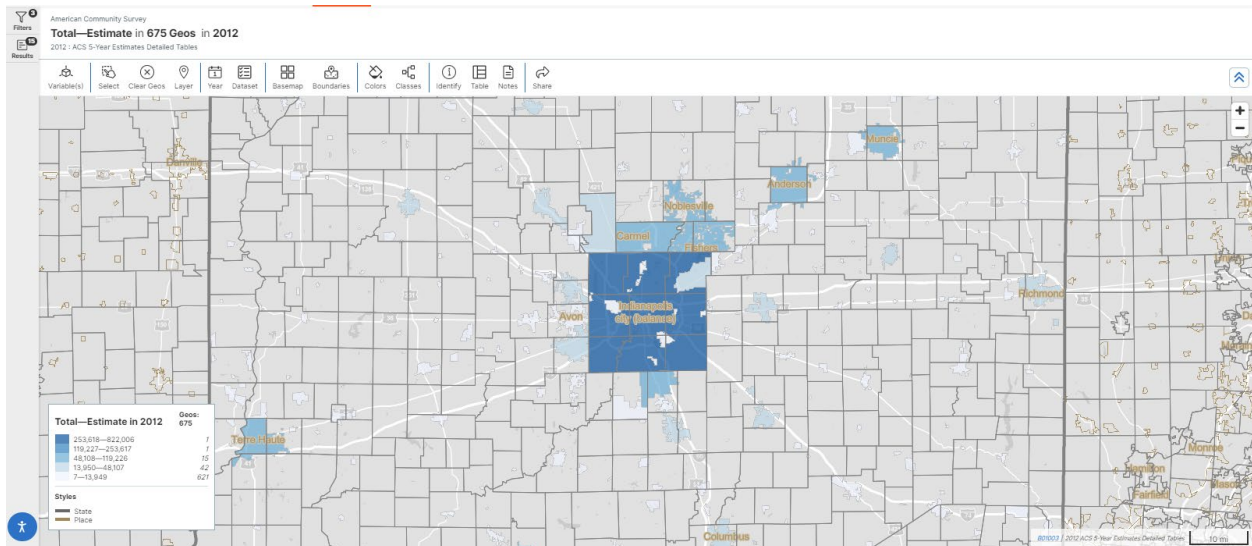 3
Filters
15
Results
American Community Survey
Total—Estimate in 675 Geos in 2012
2012 : ACS 5-Year Estimates Detailed Tables
Variable(s) Select Clear Geos Layer Year Dataset Basemap Boundaries Colors Classes Identify Table Notes Share
+
−
Danville
Muncie
Anderson
Noblesville
Carmel
Fishers
Richmond
Avon
Indianapolis
city (balance)
Terre Haute
Monroe
Hamilton
Fairfield
Columbus
Total—Estimate in 2012 Geos:
675
253,618—822,006 1
119,227—253,617 1
48,108—119,226 15
13,950—48,107 42
7—13,949 621
Styles
State
Place
B01003 | 2012 ACS 5-Year Estimates Detailed Tables
10 mi